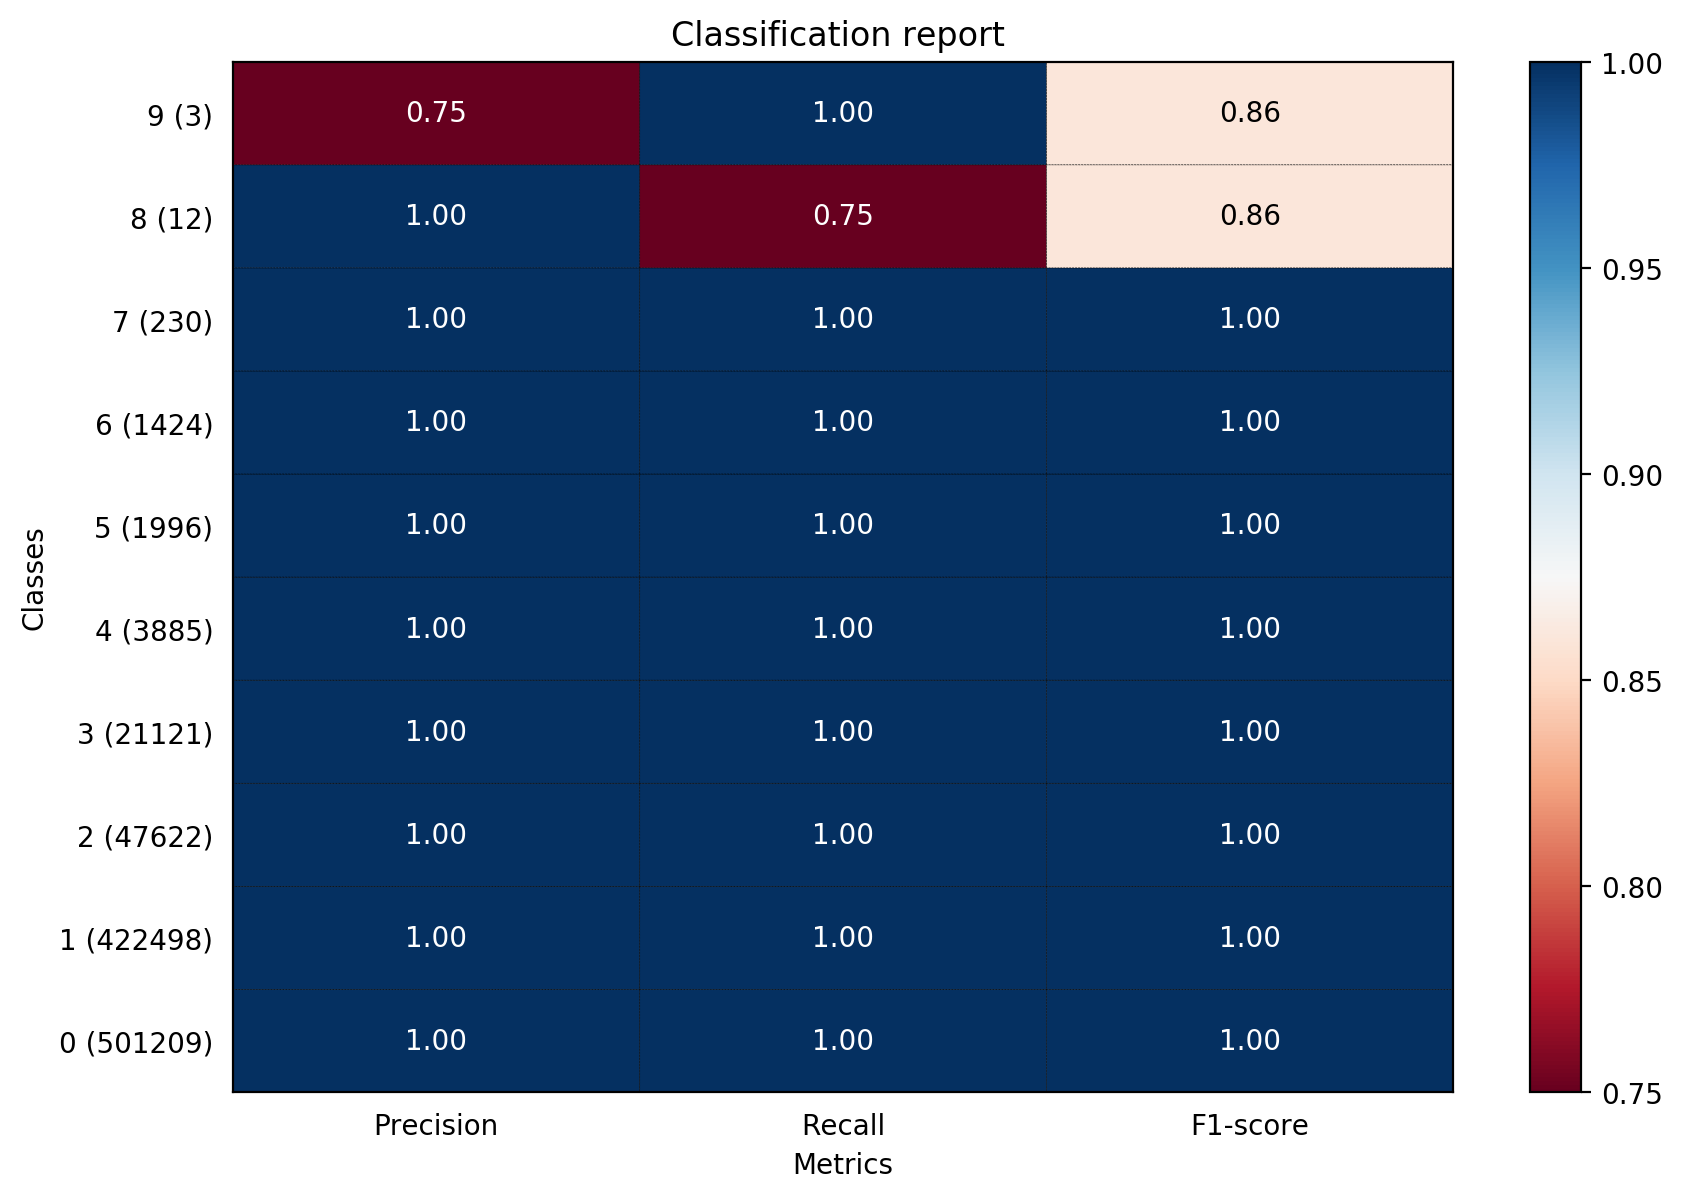 Classification report
9 (3) 0.75 1.00 0.86
8 (12) 1.00 0.75 0.86
7 (230) 1.00 1.00 1.00
6 (1424) 1.00 1.00 1.00
5 (1996) 1.00 1.00 1.00
4 (3885) 1.00 1.00 1.00
3 (21121) 1.00 1.00 1.00
2 (47622) 1.00 1.00 1.00
1 (422498) 1.00 1.00 1.00
0 (501209) 1.00 1.00 1.00
Classes
Precision Recall F1-score
Metrics
1.00
0.95
0.90
0.85
0.80
0.75